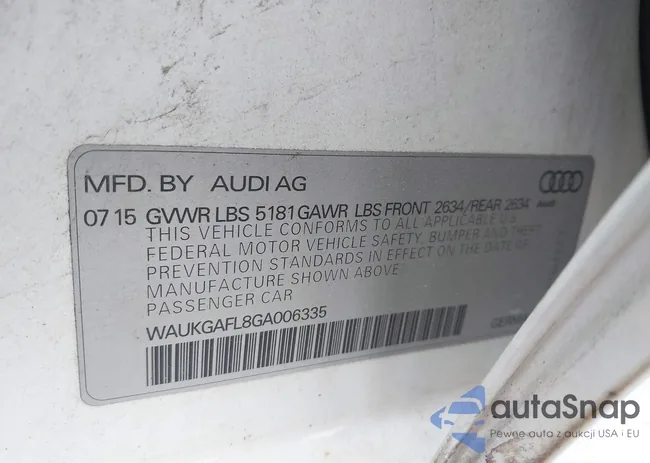 MFD. BY AUDI AG
07 15 GVWR LBS 5181 GAWR LBS FRONT 2634/REAR 2634
THIS VEHICLE CONFORMS TO ALL APPLICABLE U.S.
FEDERAL MOTOR VEHICLE SAFETY, BUMPER AND THEFT
PREVENTION STANDARDS IN EFFECT ON THE DATE OF
MANUFACTURE SHOWN ABOVE.
PASSENGER CAR
WAUKGAFL8GA006335
autaSnap
Pewne auta z aukcji USA i EU